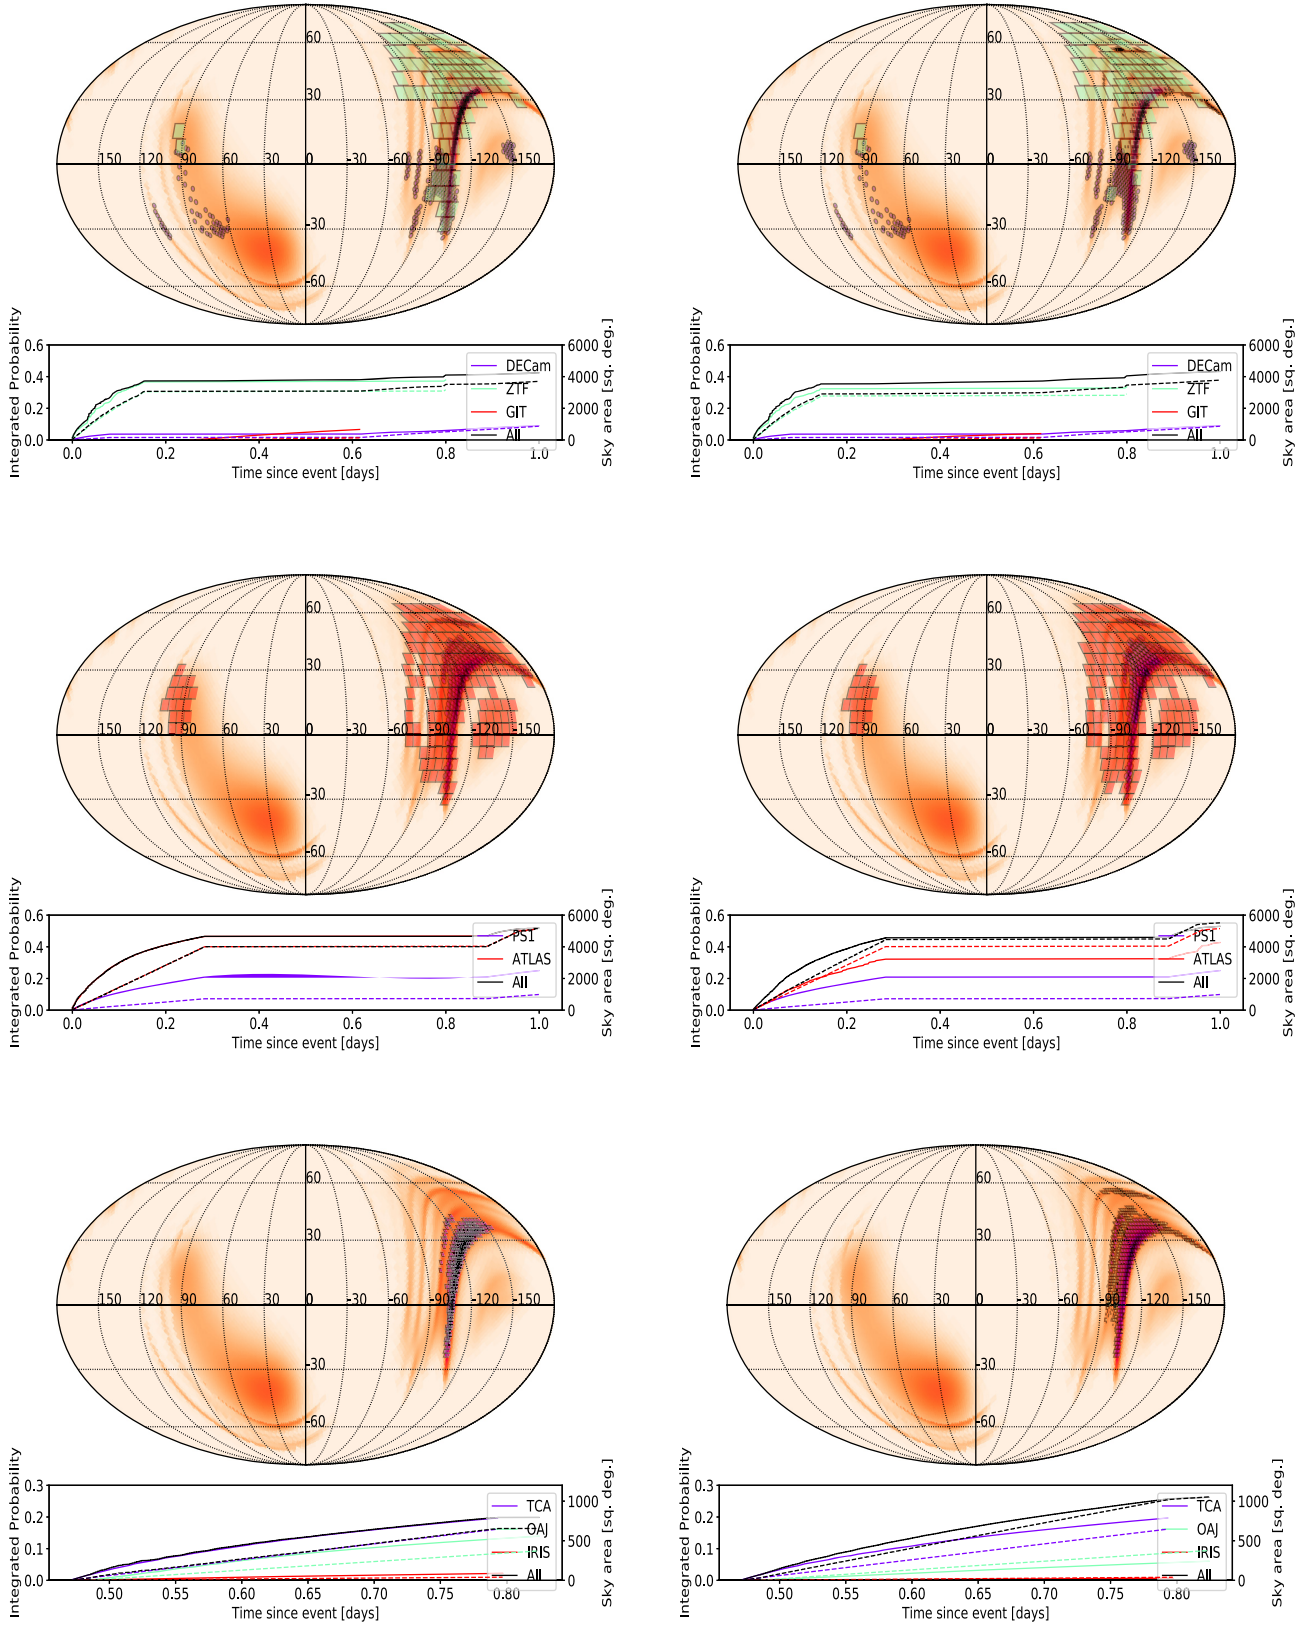 60
30
150 120 90 60 30 0 -30 -60 -90 -120 -150
-30
-60
Integrated Probability
0.6
0.4
0.2
0.0
DECam
ZTF
GIT
All
6000
4000
2000
0
Sky area [sq. deg.]
0.0 0.2 0.4 0.6 0.8 1.0
Time since event [days]
60
30
150 120 90 60 30 0 -30 -60 -90 -120 -150
-30
-60
Integrated Probability
0.6
0.4
0.2
0.0
DECam
ZTF
GIT
All
6000
4000
2000
0
Sky area [sq. deg.]
0.0 0.2 0.4 0.6 0.8 1.0
Time since event [days]
60
30
150 120 90 60 30 0 -30 -60 -90 -120 -150
-30
-60
Integrated Probability
0.6
0.4
0.2
0.0
PS1
ATLAS
All
6000
4000
2000
0
Sky area [sq. deg.]
0.0 0.2 0.4 0.6 0.8 1.0
Time since event [days]
60
30
150 120 90 60 30 0 -30 -60 -90 -120 -150
-30
-60
Integrated Probability
0.6
0.4
0.2
0.0
PS1
ATLAS
All
6000
4000
2000
0
Sky area [sq. deg.]
0.0 0.2 0.4 0.6 0.8 1.0
Time since event [days]
60
30
150 120 90 60 30 0 -30 -60 -90 -120 -150
-30
-60
Integrated Probability
0.3
0.2
0.1
0.0
TCA
OAJ
IRIS
All
1000
500
0
Sky area [sq. deg.]
0.50 0.55 0.60 0.65 0.70 0.75 0.80
Time since event [days]
60
30
150 120 90 60 30 0 -30 -60 -90 -120 -150
-30
-60
Integrated Probability
0.3
0.2
0.1
0.0
TCA
OAJ
IRIS
All
1000
500
0
Sky area [sq. deg.]
0.50 0.55 0.60 0.65 0.70 0.75 0.80
Time since event [days]